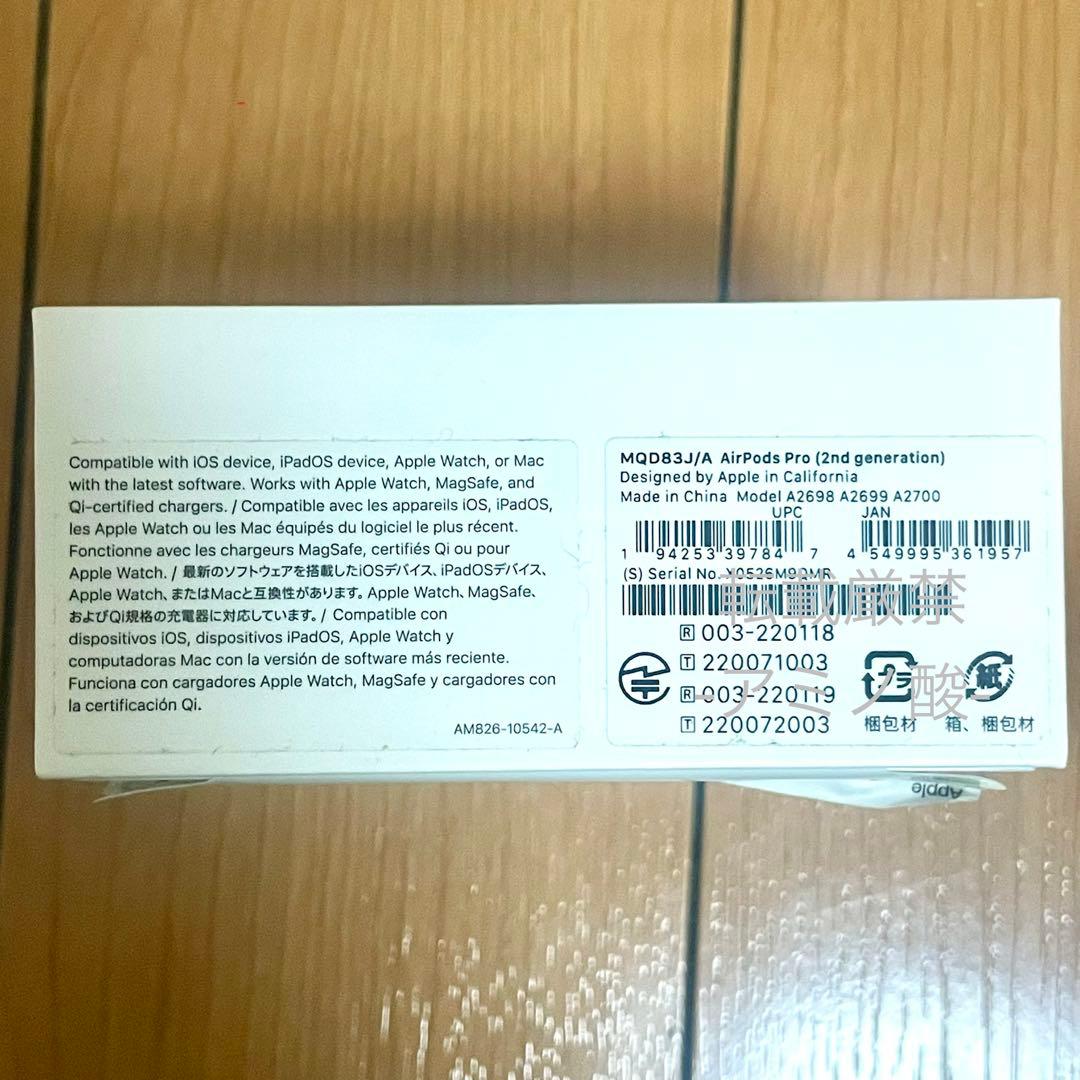 Compatible with iOS device, iPadOS device, Apple Watch, or Mac
with the latest software. Works with Apple Watch, MagSafe, and
Qi-certified chargers. / Compatible avec les appareils iOS, iPadOS,
les Apple Watch ou les Mac équipés du logiciel le plus récent.
Fonctionne avec les chargeurs MagSafe, certifiés Qi ou pour
Apple Watch. / 最新のソフトウェアを搭載したiOSデバイス、iPadOSデバイス、
Apple Watch、またはMacと互換性があります。Apple Watch、MagSafe、
およびQi規格の充電器に対応しています。/ Compatible con
dispositivos iOS, dispositivos iPadOS, Apple Watch y
computadoras Mac con la versión de software más reciente.
Funciona con cargadores Apple Watch, MagSafe y cargadores con
la certificación Qi.
AM826-10542-A
MQD83J/A AirPods Pro (2nd generation)
Designed by Apple in California
Made in China Model A2698 A2699 A2700
UPC JAN
1 94253 39784 7 4 549995 361957
(S) Serial No.
転載厳禁
R 003-220118
T 220071003
R 003-220119
T 220072003
-アミノ酸-
プラ 紙
梱包材 箱、梱包材
Apple